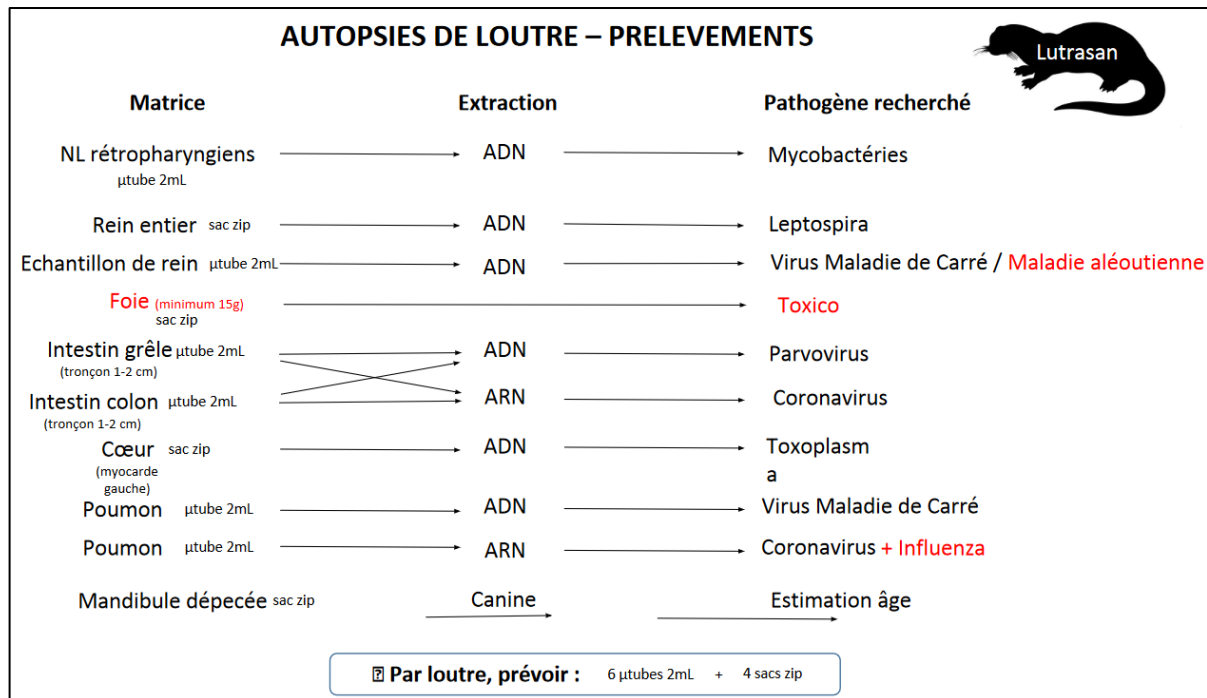 AUTOPSIES DE LOUTRE – PRELEVEMENTS
Lutrasan
Matrice Extraction Pathogène recherché
NL rétropharyngiens ADN Mycobactéries
µtube 2mL
Rein entier sac zip ADN Leptospira
Echantillon de rein µtube 2mL ADN Virus Maladie de Carré / Maladie aléoutienne
Foie (minimum 15g) Toxico
sac zip
Intestin grêle µtube 2mL ADN Parvovirus
(tronçon 1-2 cm)
Intestin colon µtube 2mL ARN Coronavirus
(tronçon 1-2 cm)
Cœur sac zip ADN Toxoplasm
(myocarde a
gauche)
Poumon µtube 2mL ADN Virus Maladie de Carré
Poumon µtube 2mL ARN Coronavirus + Influenza
Mandibule dépecée sac zip Canine Estimation âge
Par loutre, prévoir : 6 µtubes 2mL + 4 sacs zip